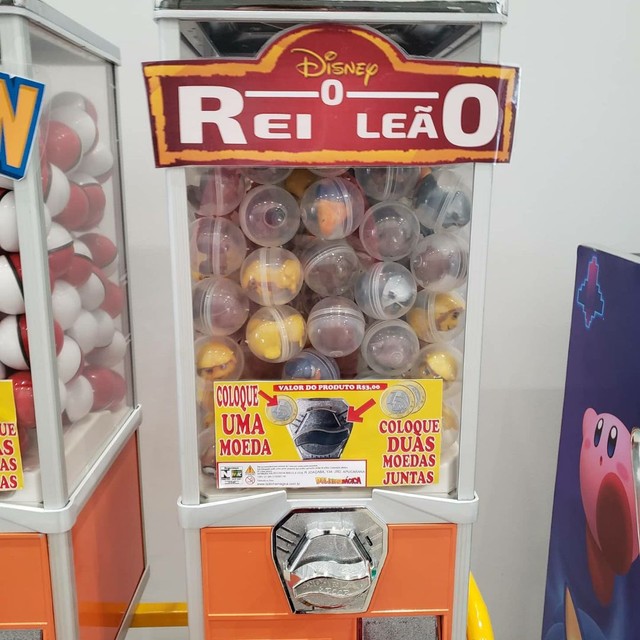 DISNEY
O
REI LEÃO
VALOR DO PRODUTO R$3,00
COLOQUE
UMA
MOEDA
COLOQUE
DUAS
MOEDAS
JUNTAS